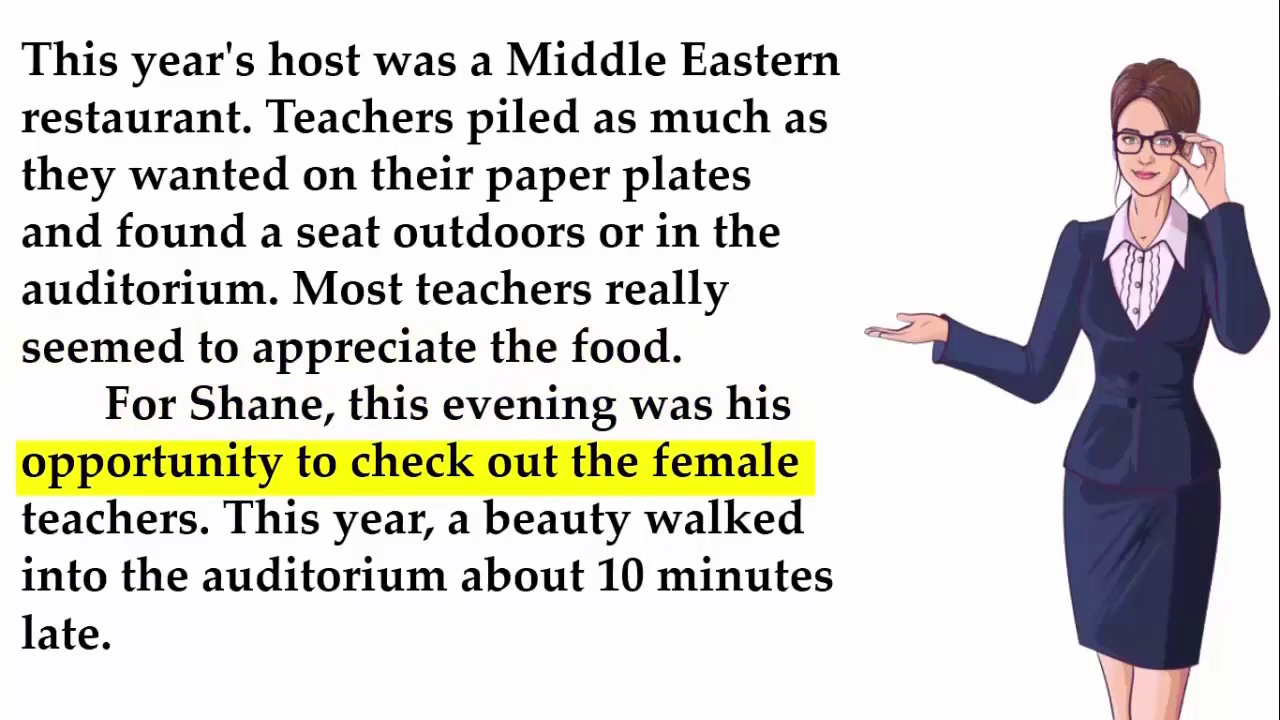 This year's host was a Middle Eastern
restaurant. Teachers piled as much as
they wanted on their paper plates
and found a seat outdoors or in the
auditorium. Most teachers really
seemed to appreciate the food.
For Shane, this evening was his
opportunity to check out the female
teachers. This year, a beauty walked
into the auditorium about 10 minutes
late.